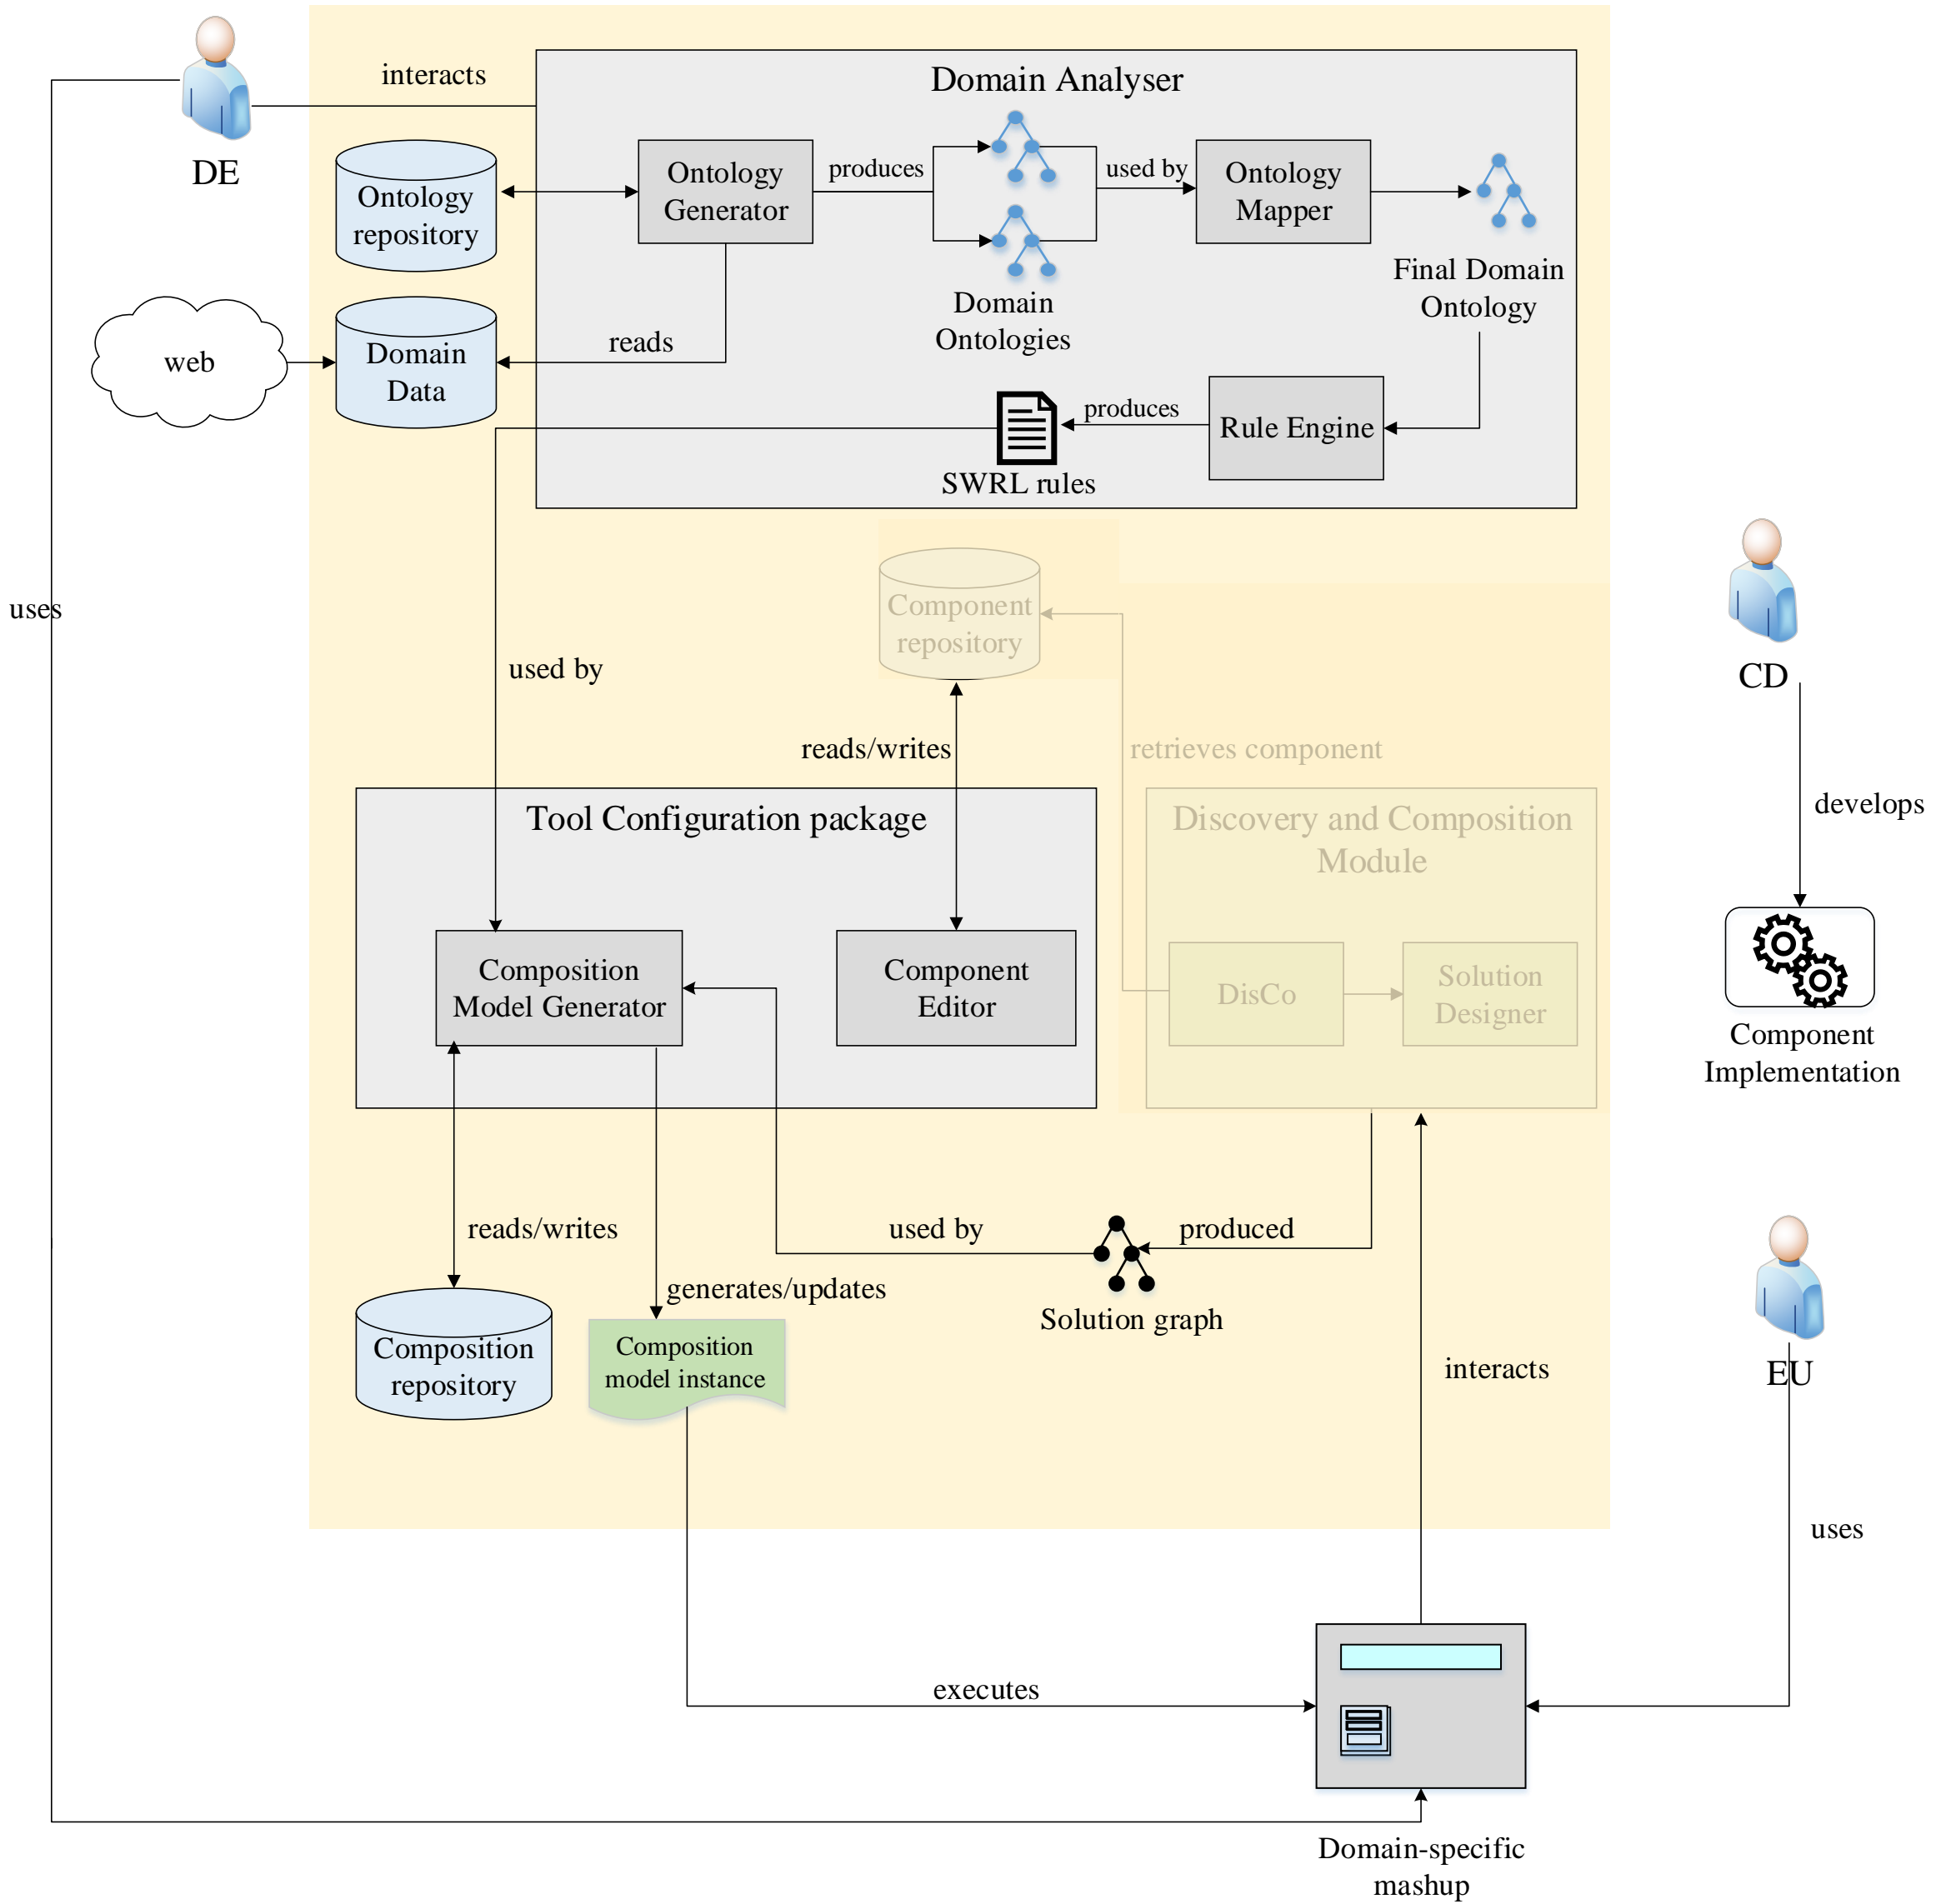 interacts
Domain Analyser
DE
Ontology
repository
Ontology
Generator
produces
used by
Ontology
Mapper
Final Domain
Ontology
Domain
Ontologies
web
Domain
Data
reads
produces
Rule Engine
SWRL rules
uses
Component
repository
used by
CD
reads/writes
retrieves component
develops
Tool Configuration package
Discovery and Composition
Module
Composition
Model Generator
Component
Editor
DisCo
Solution
Designer
Component
Implementation
reads/writes
used by
produced
generates/updates
Solution graph
Composition
repository
Composition
model instance
interacts
EU
uses
executes
Domain-specific
mashup